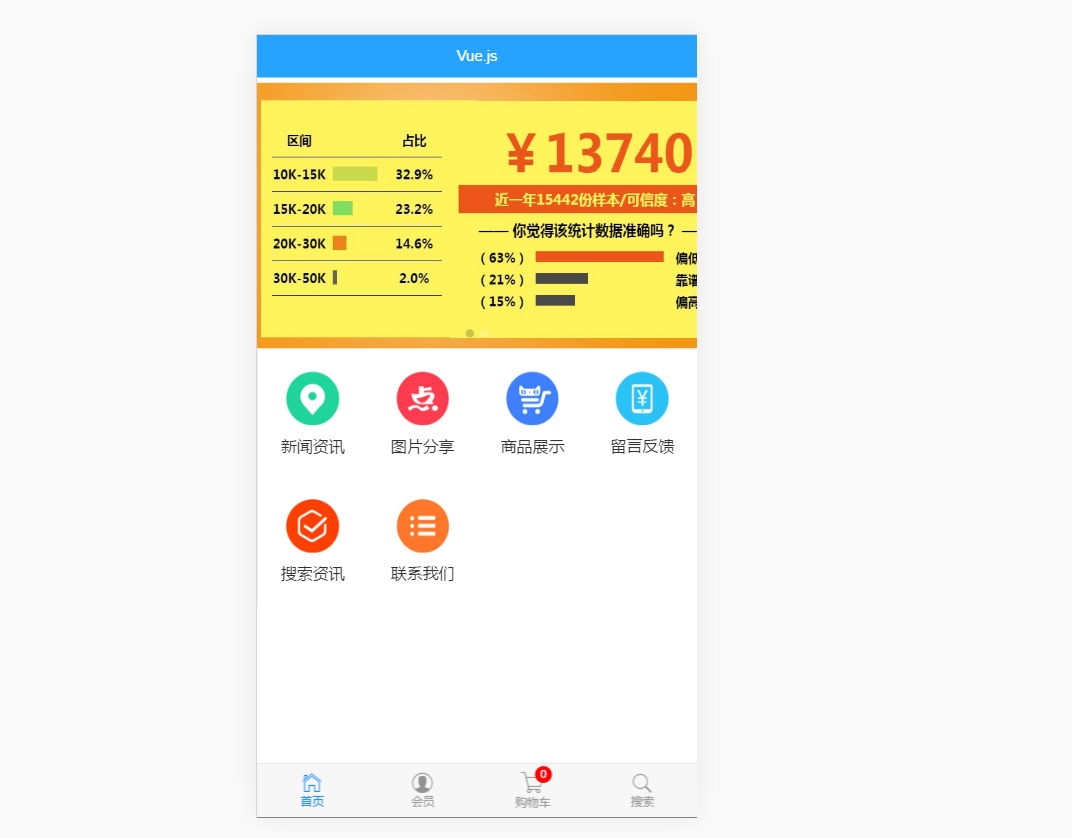 Vue.js
区间 占比
10K-15K 32.9%
15K-20K 23.2%
20K-30K 14.6%
30K-50K 2.0%
￥13740
近一年15442份样本/可信度：高
—— 你觉得该统计数据准确吗？ —
( 63% ) 偏低
( 21% ) 靠谱
( 15% ) 偏高
新闻资讯 图片分享 商品展示 留言反馈
搜索资讯 联系我们
0
首页 会员 购物车 搜索